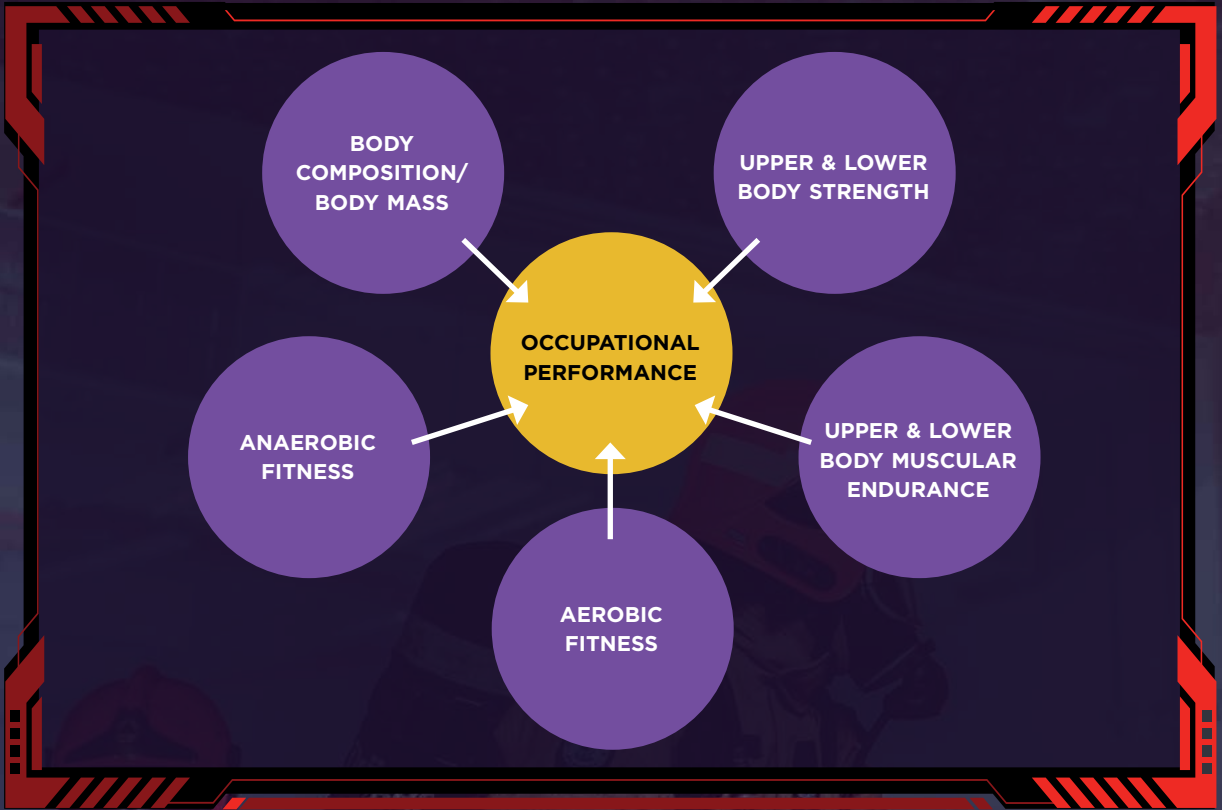 BODY
COMPOSITION/
BODY MASS
UPPER & LOWER
BODY STRENGTH
OCCUPATIONAL
PERFORMANCE
ANAEROBIC
FITNESS
UPPER & LOWER
BODY MUSCULAR
ENDURANCE
AEROBIC
FITNESS